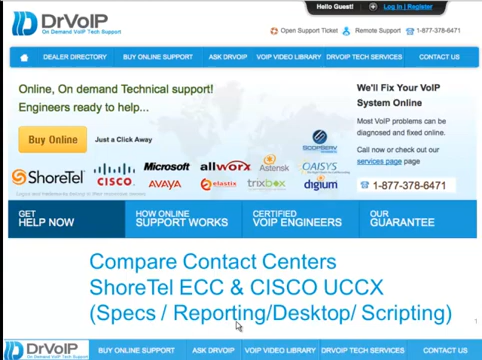 Hello Guest! Log in | Register
DrVoIP
On Demand VoIP Tech Support
Open Support Ticket Remote Support 1-877-378-6471
DEALER DIRECTORY BUY ONLINE SUPPORT ASK DRVOIP VOIP VIDEO LIBRARY DRVOIP TECH SERVICES CONTACT US
Online, On demand Technical support!
Engineers ready to help...
Buy Online Just a Click Away
We'll Fix Your VoIP
System Online
Most VoIP problems can be
diagnosed and fixed online.
Call now or check out our
services page page
1-877-378-6471
SCOPSERV
ShoreTel CISCO Microsoft allworx Asterisk OAISYS
AVAYA elastix trixbox digium
GET
HELP NOW
HOW ONLINE
SUPPORT WORKS
CERTIFIED
VOIP ENGINEERS
OUR
GUARANTEE
Compare Contact Centers
ShoreTel ECC & CISCO UCCX
(Specs / Reporting/Desktop/ Scripting)
1
DrVoIP
BUY ONLINE SUPPORT ASK DRVOIP VOIP VIDEO LIBRARY DRVOIP TECH SERVICES CONTACT US